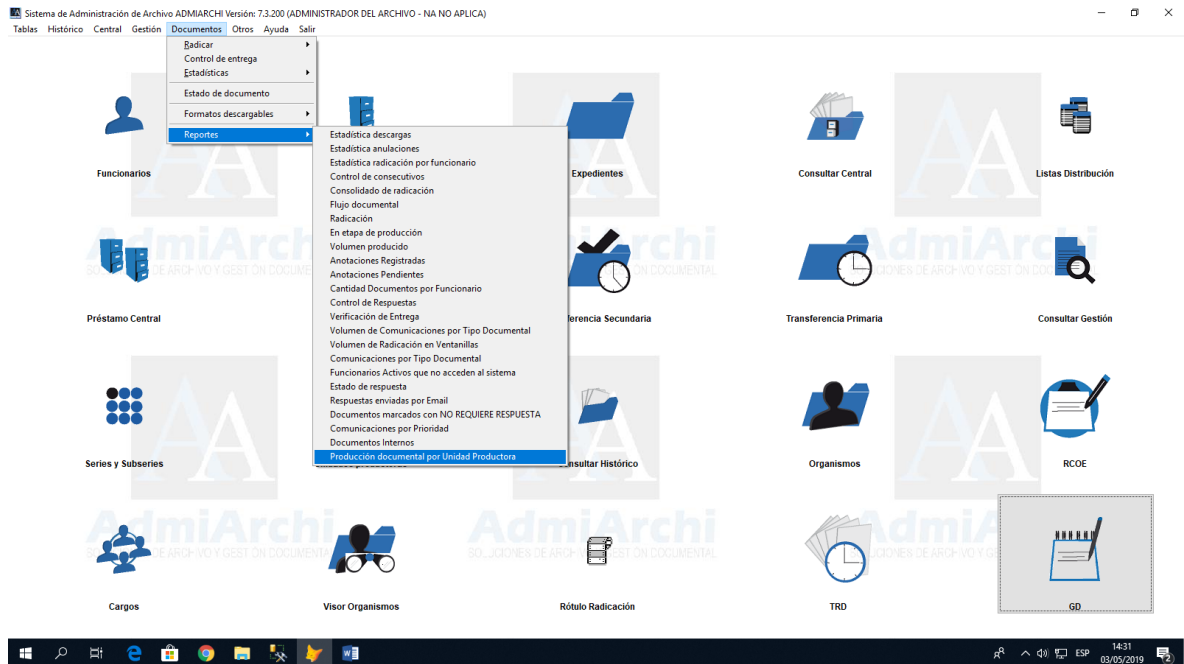 Sistema de Administración de Archivo ADMIARCHI Versión: 7.3.200 (ADMINISTRADOR DEL ARCHIVO - NA NO APLICA)
Tablas Histórico Central Gestión Documentos Otros Ayuda Salir
Radicar
Control de entrega
Estadísticas
Estado de documento
Formatos descargables
Reportes
Estadística descargas
Estadística anulaciones
Estadística radicación por funcionario
Control de consecutivos
Consolidado de radicación
Flujo documental
Radicación
En etapa de producción
Volumen producido
Anotaciones Registradas
Anotaciones Pendientes
Cantidad Documentos por Funcionario
Control de Respuestas
Verificación de Entrega
Volumen de Comunicaciones por Tipo Documental
Volumen de Radicación en Ventanillas
Comunicaciones por Tipo Documental
Funcionarios Activos que no acceden al sistema
Estado de respuesta
Respuestas enviadas por Email
Documentos marcados con NO REQUIERE RESPUESTA
Comunicaciones por Prioridad
Documentos Internos
Producción documental por Unidad Productora
Funcionarios Expedientes Consultar Central Listas Distribución
Préstamo Central Secundaria Transferencia Primaria Consultar Gestión
Series y Subseries Histórico Organismos RCOE
Cargos Visor Organismos Rótulo Radicación TRD GD
AdmiArchi
ESP 14:31
03/05/2019
2